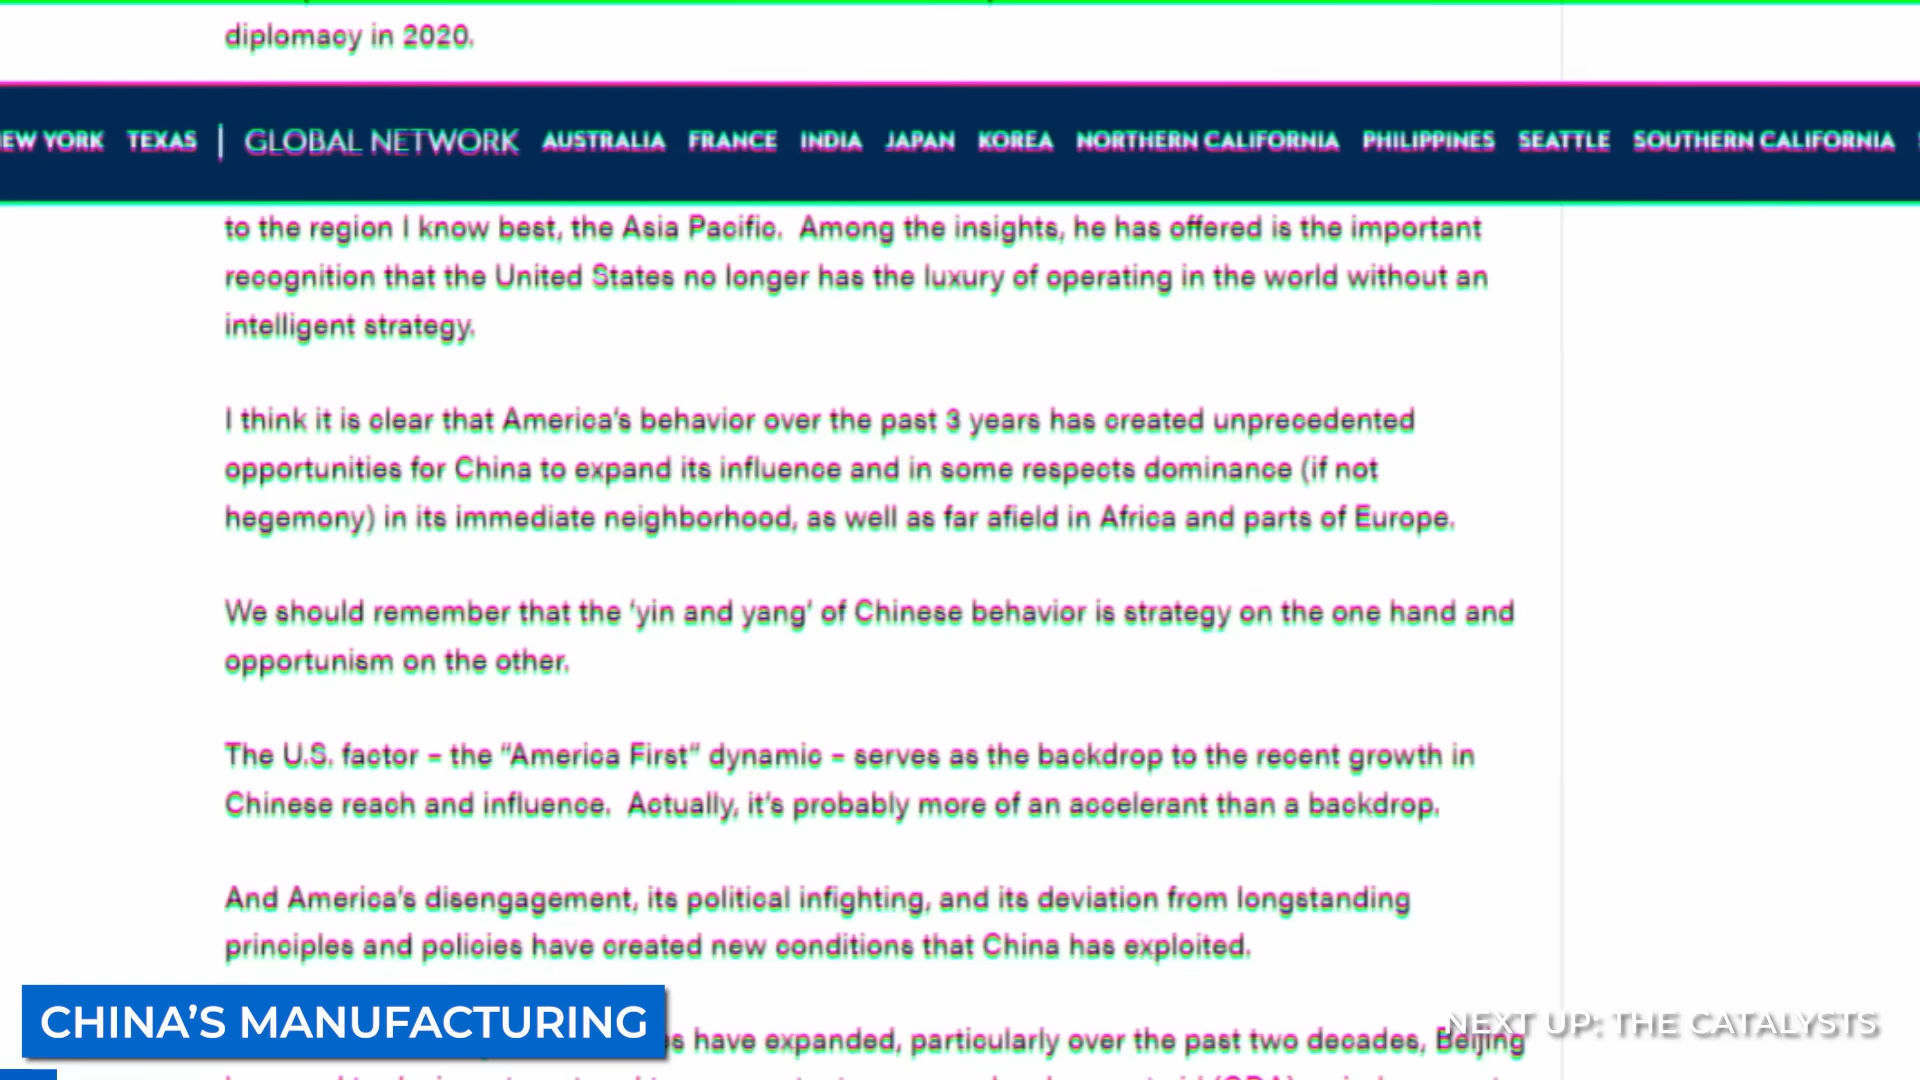 diplomacy in 2020.
EW YORK TEXAS | GLOBAL NETWORK AUSTRALIA FRANCE INDIA JAPAN KOREA NORTHERN CALIFORNIA PHILIPPINES SEATTLE SOUTHERN CALIFORNIA
to the region I know best, the Asia Pacific. Among the insights, he has offered is the important
recognition that the United States no longer has the luxury of operating in the world without an
intelligent strategy.
I think it is clear that America's behavior over the past 3 years has created unprecedented
opportunities for China to expand its influence and in some respects dominance (if not
hegemony) in its immediate neighborhood, as well as far afield in Africa and parts of Europe.
We should remember that the 'yin and yang' of Chinese behavior is strategy on the one hand and
opportunism on the other.
The U.S. factor – the "America First" dynamic – serves as the backdrop to the recent growth in
Chinese reach and influence. Actually, it's probably more of an accelerant than a backdrop.
And America's disengagement, its political infighting, and its deviation from longstanding
principles and policies have created new conditions that China has exploited.
have expanded, particularly over the past two decades, Beijing
CHINA'S MANUFACTURING
NEXT UP: THE CATALYSTS